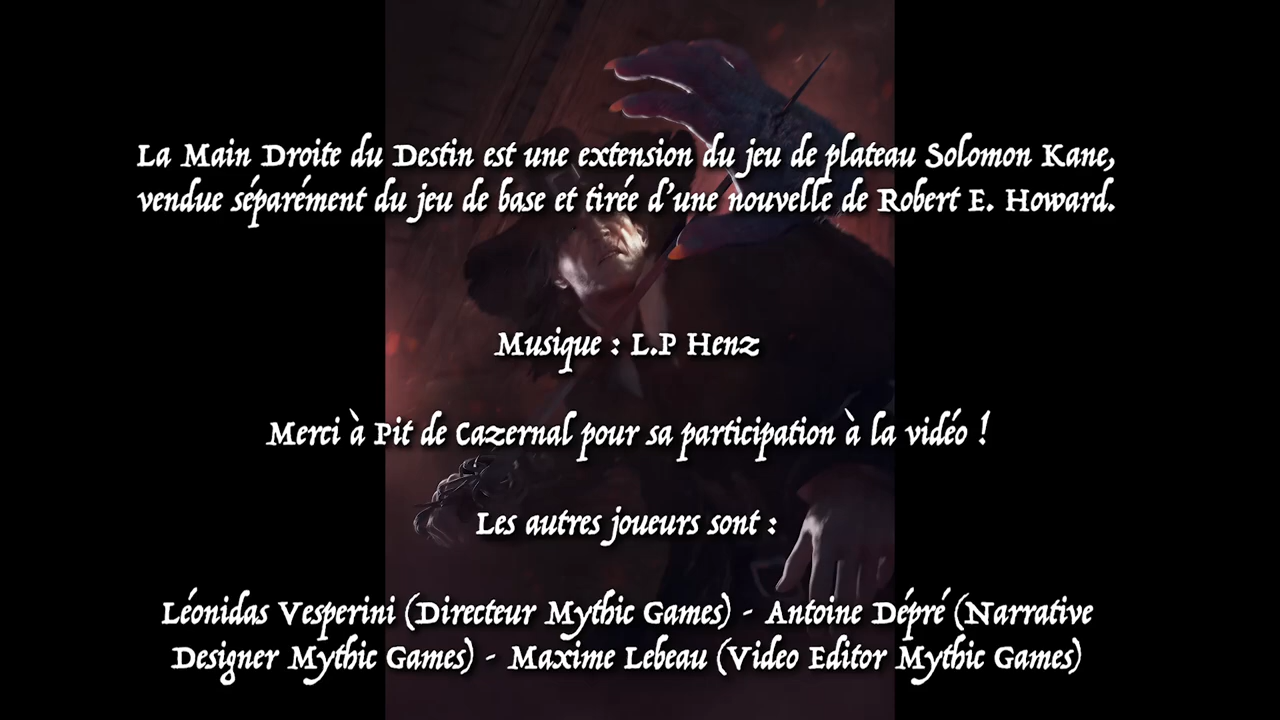 La Main Droite du Destin est une extension du jeu de plateau Solomon Kane,
vendue séparément du jeu de base et tirée d'une nouvelle de Robert E. Howard.
Musique : L.P Henz
Merci à Pit de Cazernal pour sa participation à la vidéo !
Les autres joueurs sont :
Léonidas Vesperini (Directeur Mythic Games) - Antoine Dépré (Narrative
Designer Mythic Games) - Maxime Lebeau (Video Editor Mythic Games)